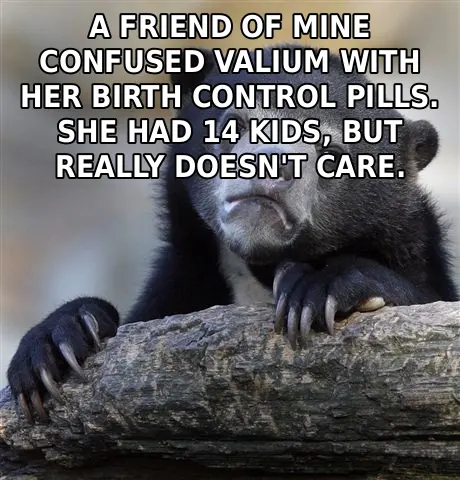 A FRIEND OF MINE
CONFUSED VALIUM WITH
HER BIRTH CONTROL PILLS.
SHE HAD 14 KIDS, BUT
REALLY DOESN'T CARE.